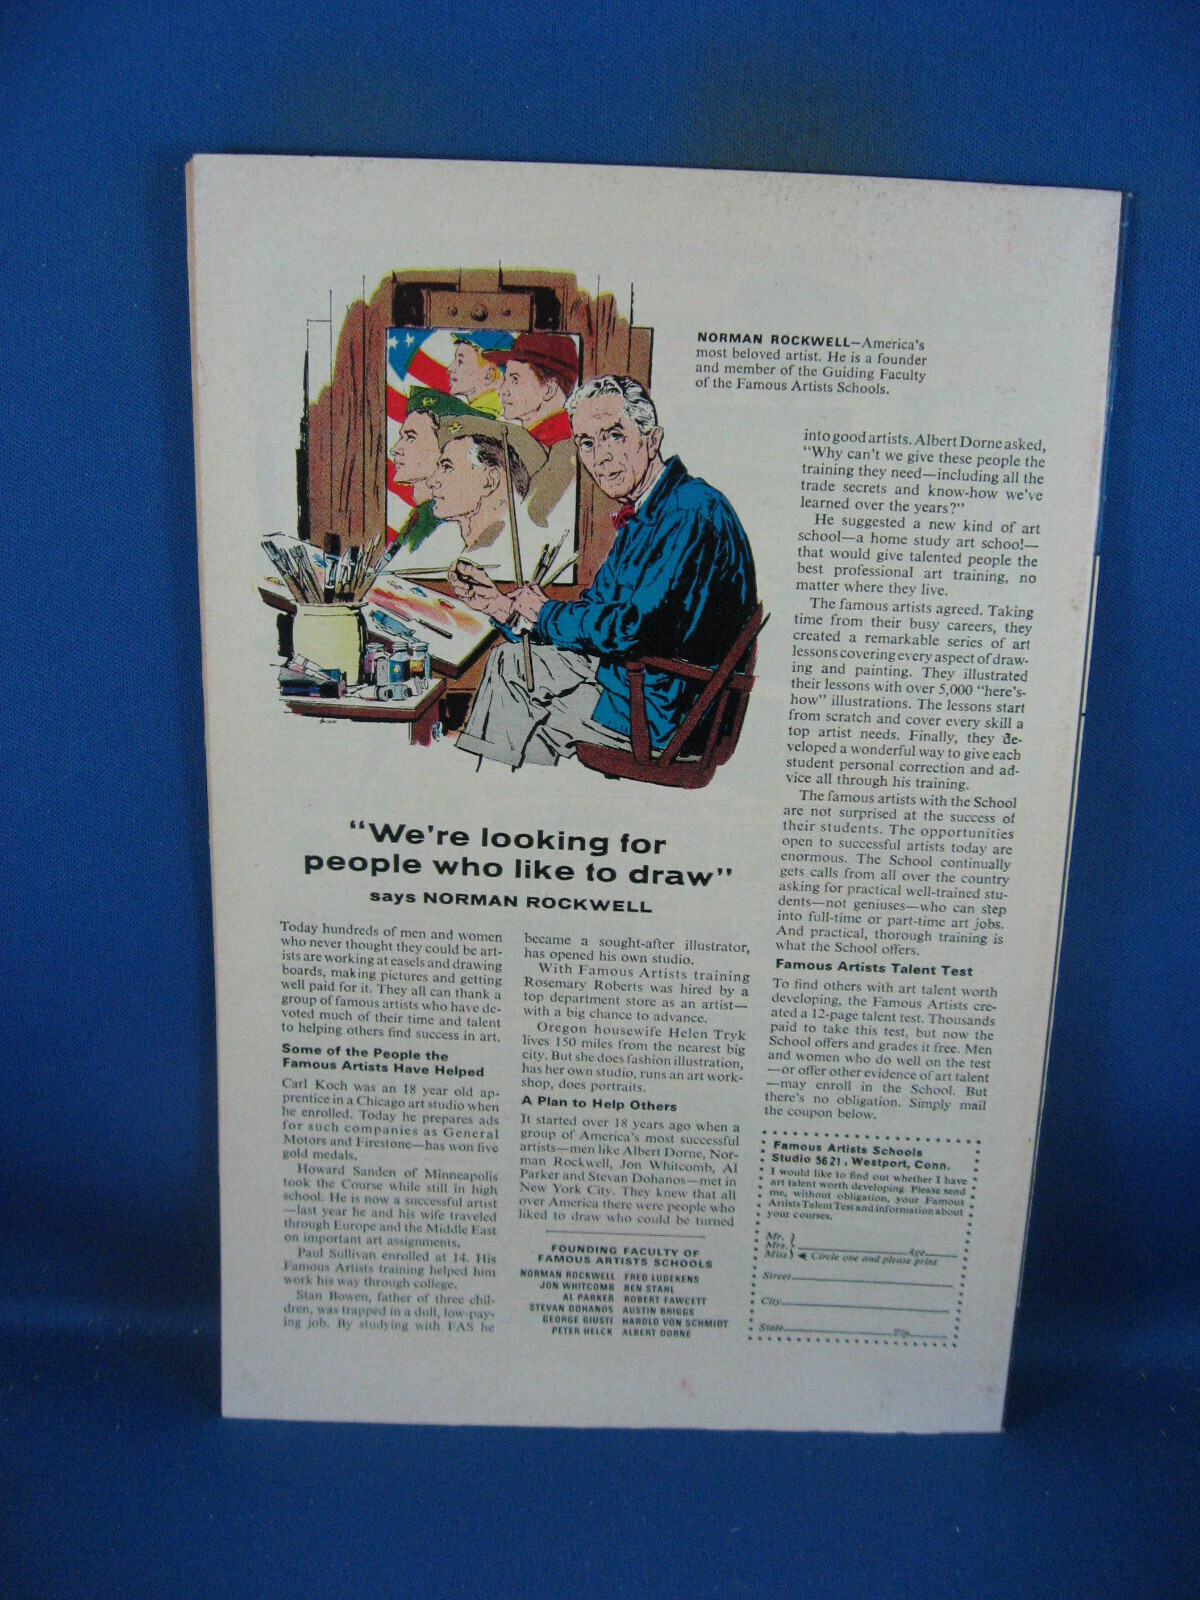 NORMAN ROCKWELL—America's
most beloved artist. He is a founder
and member of the Guiding Faculty
of the Famous Artists Schools.
"We're looking for
people who like to draw"
says NORMAN ROCKWELL
Today hundreds of men and women
who never thought they could be art-
ists are working at easels and drawing
boards, making pictures and getting
well paid for it. They all can thank a
group of famous artists who have de-
voted much of their time and talent
to helping others find success in art.
Some of the People the
Famous Artists Have Helped
Carl Koch was an 18 year old ap-
prentice in a Chicago art studio when
he enrolled. Today he prepares ads
for such companies as General
Motors and Firestone—has won five
gold medals.
Howard Sanden of Minneapolis
took the Course while still in high
school. He is now a successful artist
—last year he and his wife traveled
through Europe and the Middle East
on important art assignments.
Paul Sullivan enrolled at 14. His
Famous Artists training helped him
work his way through college.
Stan Bowen, father of three chil-
dren, was trapped in a dull, low-pay-
ing job. By studying with FAS he
became a sought-after illustrator,
has opened his own studio.
With Famous Artists training
Rosemary Roberts was hired by a
top department store as an artist—
with a big chance to advance.
Oregon housewife Helen Tryk
lives 150 miles from the nearest big
city. But she does fashion illustration,
has her own studio, runs an art work-
shop, does portraits.
A Plan to Help Others
It started over 18 years ago when a
group of America's most successful
artists—men like Albert Dorne, Nor-
man Rockwell, Jon Whitcomb, Al
Parker and Stevan Dohanos—met in
New York City. They knew that all
over America there were people who
liked to draw who could be turned
into good artists. Albert Dorne asked,
"Why can't we give these people the
training they need—including all the
trade secrets and know-how we've
learned over the years?"
He suggested a new kind of art
school—a home study art school—
that would give talented people the
best professional art training, no
matter where they live.
The famous artists agreed. Taking
time from their busy careers, they
created a remarkable series of art
lessons covering every aspect of draw-
ing and painting. They illustrated
their lessons with over 5,000 "here's-
how" illustrations. The lessons start
from scratch and cover every skill a
top artist needs. Finally, they de-
veloped a wonderful way to give each
student personal correction and ad-
vice all through his training.
The famous artists with the School
are not surprised at the success of
their students. The opportunities
open to successful artists today are
enormous. The School continually
gets calls from all over the country
asking for practical well-trained stu-
dents—not geniuses—who can step
into full-time or part-time art jobs.
And practical, thorough training is
what the School offers.
Famous Artists Talent Test
To find others with art talent worth
developing, the Famous Artists cre-
ated a 12-page talent test. Thousands
paid to take this test, but now the
School offers and grades it free. Men
and women who do well on the test
—or offer other evidence of art talent
—may enroll in the School. But
there's no obligation. Simply mail
the coupon below.
FOUNDING FACULTY OF
FAMOUS ARTISTS SCHOOLS
NORMAN ROCKWELL FRED LUDEKENS
JON WHITCOMB BEN STAHL
AL PARKER ROBERT FAWCETT
STEVAN DOHANOS AUSTIN BRIGGS
GEORGE GIUSTI HAROLD VON SCHMIDT
PETER HELCK ALBERT DORNE
Famous Artists Schools
Studio 5621, Westport, Conn.
I would like to find out whether I have
art talent worth developing. Please send
me, without obligation, your Famous
Artists Talent Test and information about
your courses.
Mr.
Mrs. Age
Miss Circle one and please print
Street
City
State Zip